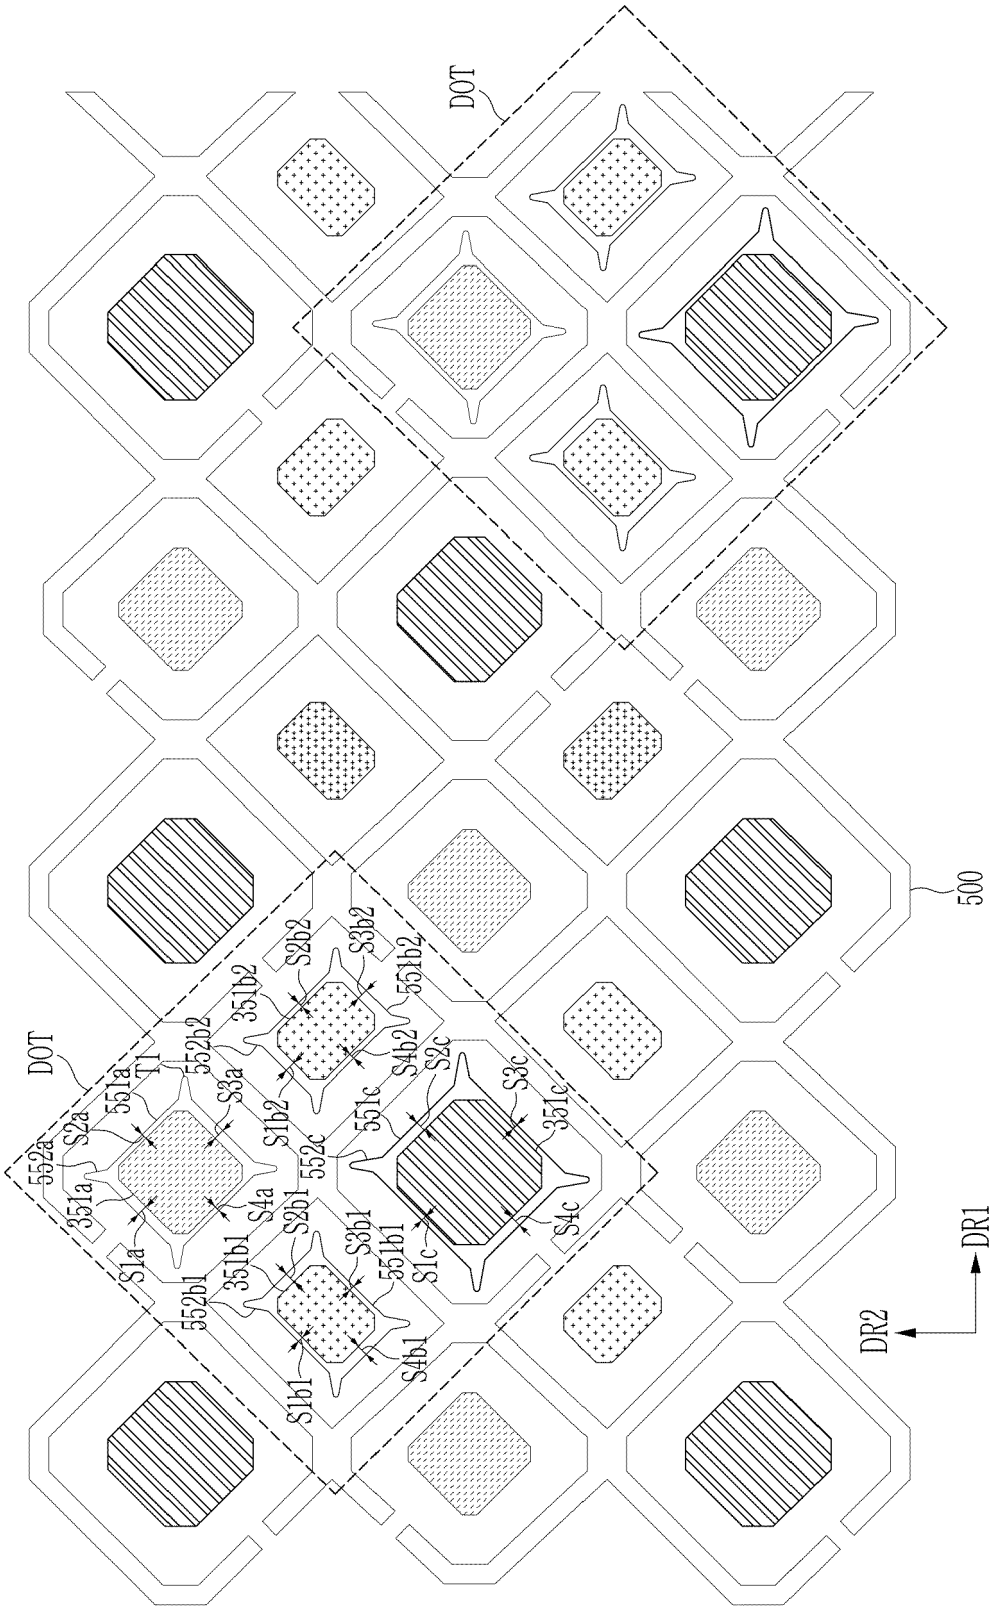 DOT
DOT
T1
551a
S2a
552a
351a
S1a
S3a
S4a
552b2
351b2
S2b2
S3b2
551b2
S1b2
S4b2
552b1
351b1
S2b1
S3b1
551b1
S1b1
S4b1
552c
551c
S2c
S3c
351c
S1c
S4c
500
DR2
DR1